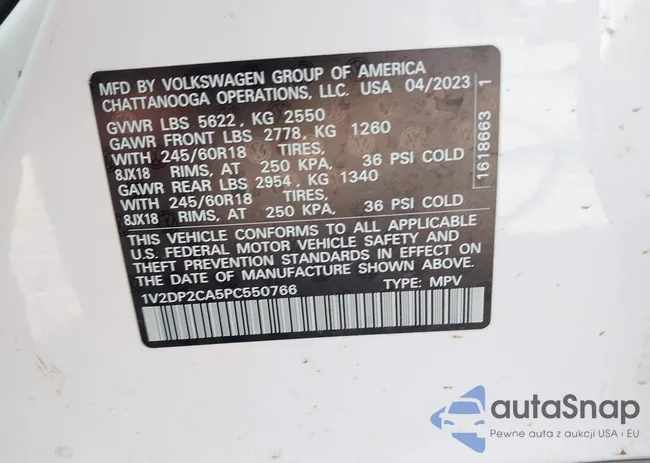 MFD BY VOLKSWAGEN GROUP OF AMERICA
CHATTANOOGA OPERATIONS, LLC. USA 04/2023
GVWR LBS 5622, KG 2550
GAWR FRONT LBS 2778, KG 1260
WITH 245/60R18 TIRES,
8JX18 RIMS, AT 250 KPA, 36 PSI COLD
GAWR REAR LBS 2954, KG 1340
WITH 245/60R18 TIRES,
8JX18 RIMS, AT 250 KPA, 36 PSI COLD
THIS VEHICLE CONFORMS TO ALL APPLICABLE
U.S. FEDERAL MOTOR VEHICLE SAFETY AND
THEFT PREVENTION STANDARDS IN EFFECT
ON THE DATE OF MANUFACTURE SHOWN ABOVE.
1V2DP2CA5PC550766 TYPE: MPV
1618663 1
autaSnap
Pewne auta z aukcji USA i EU